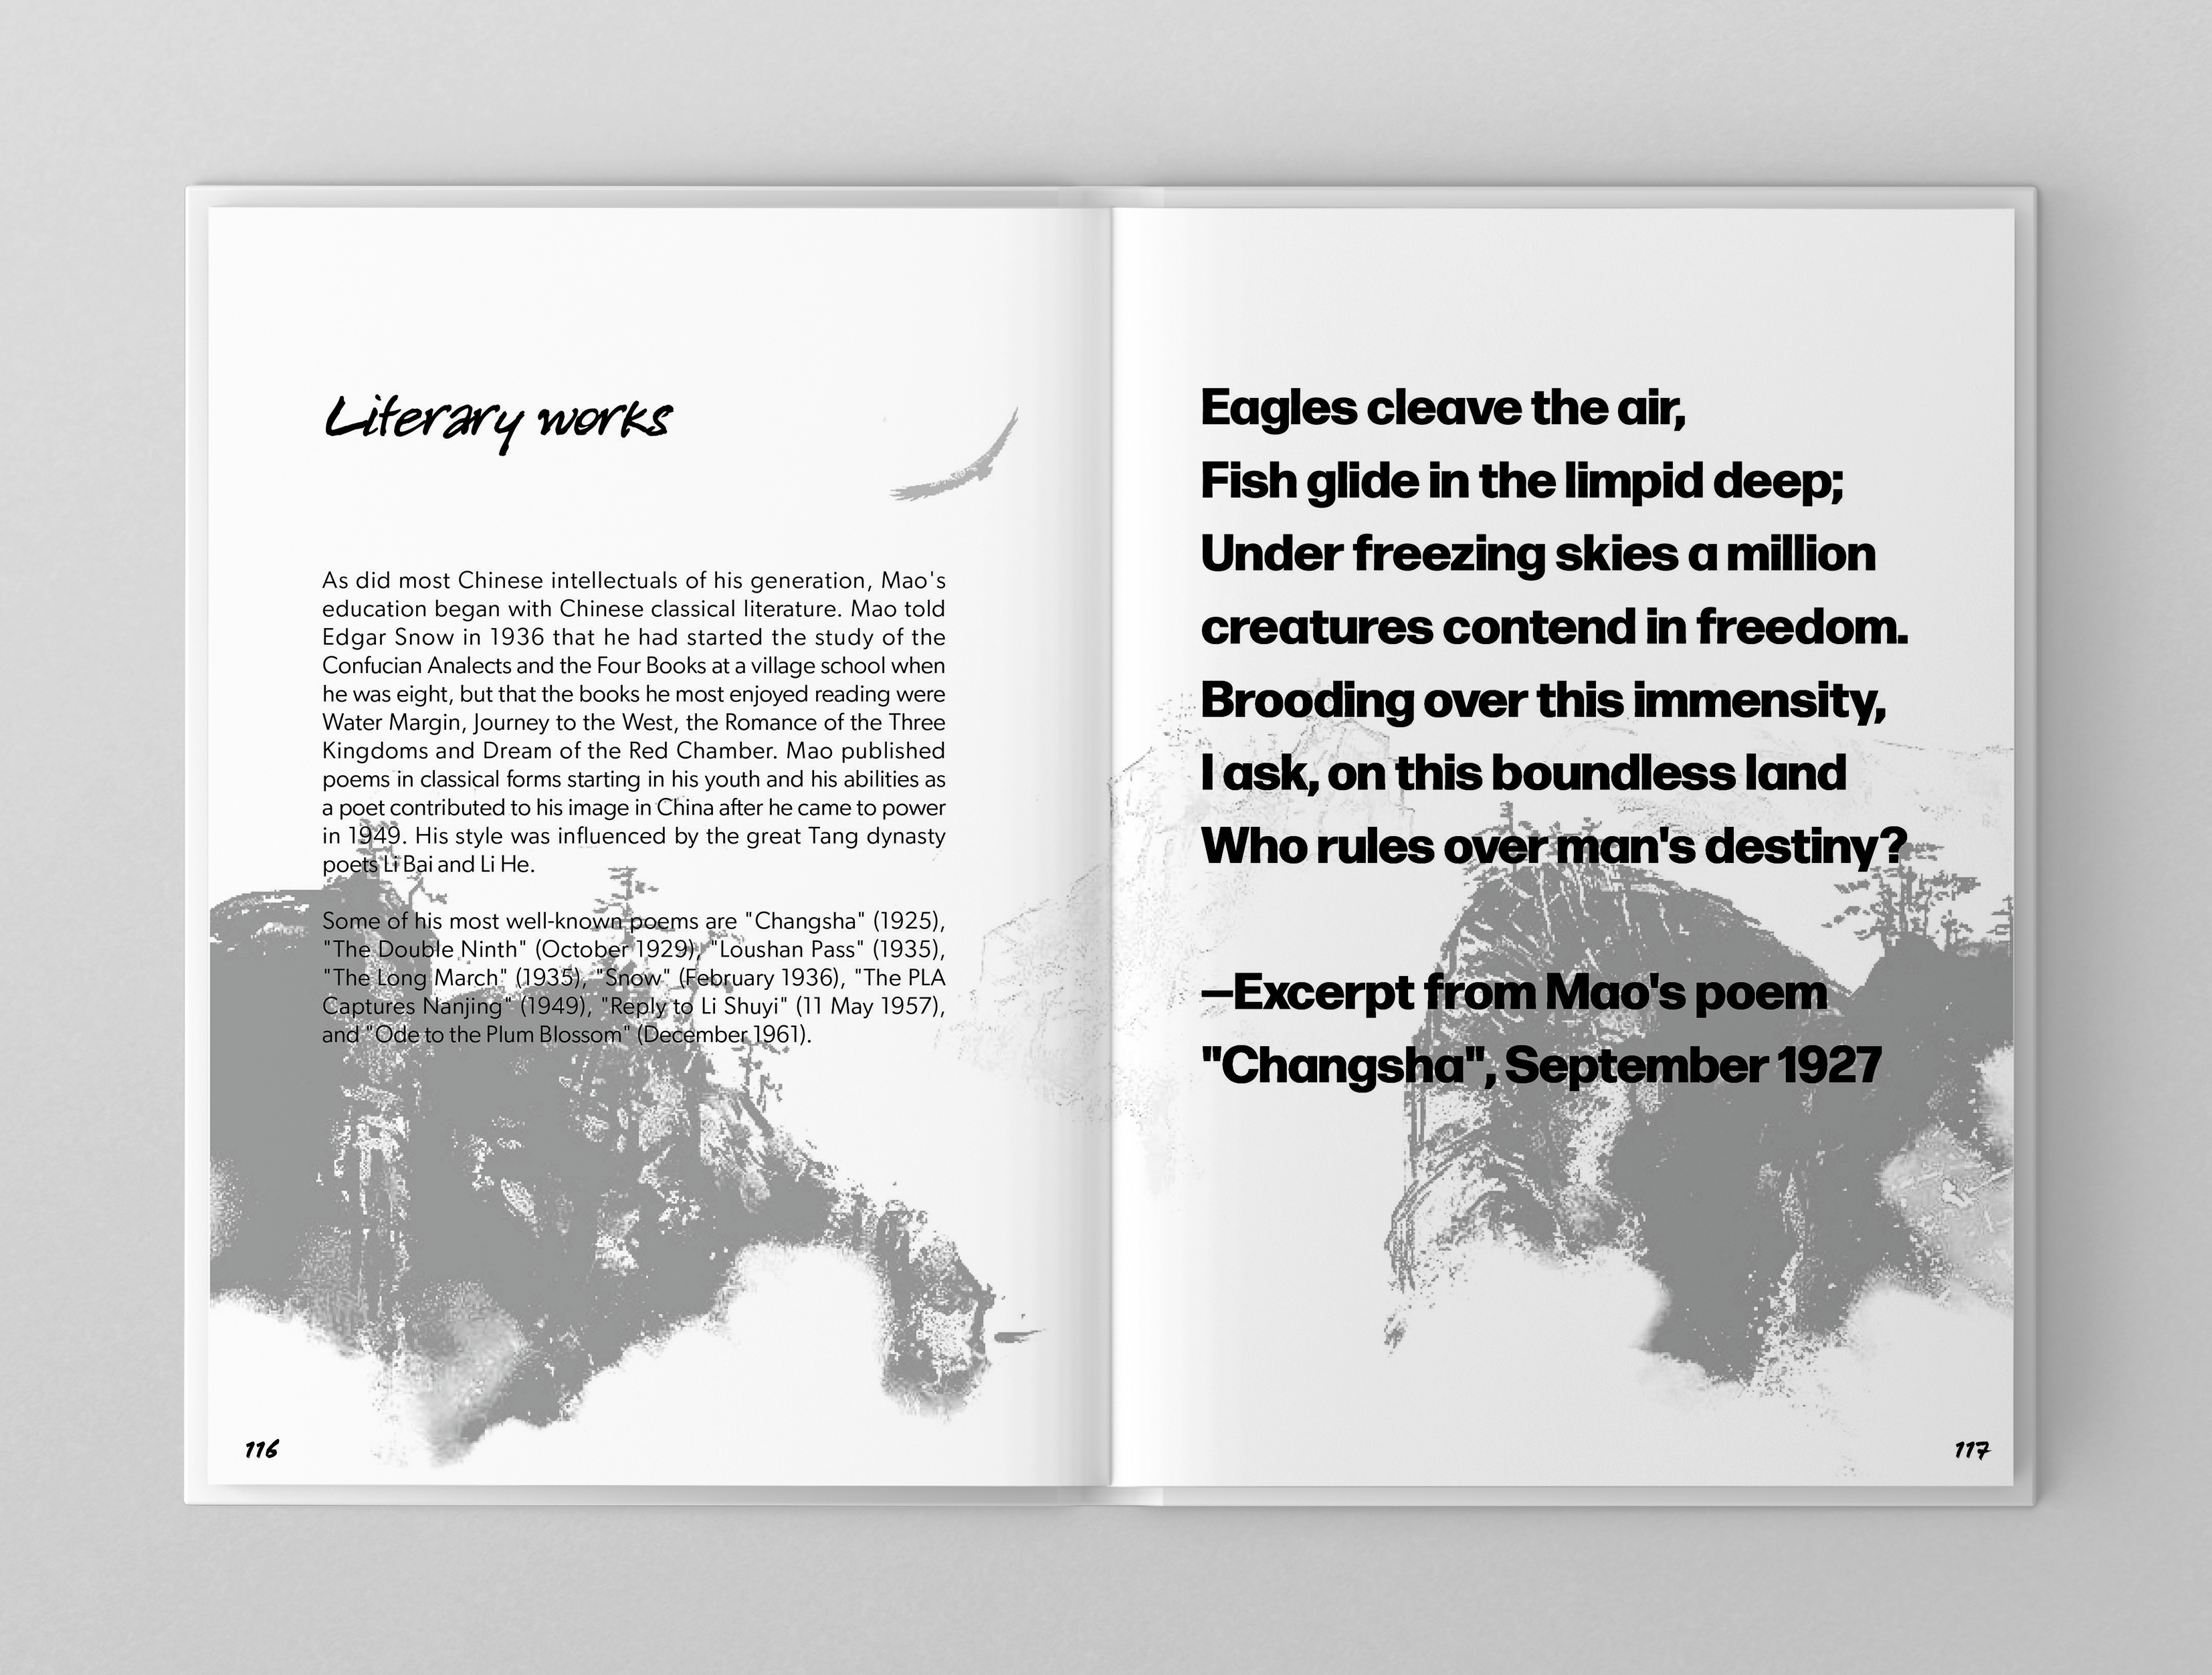 Literary works
As did most Chinese intellectuals of his generation, Mao's
education began with Chinese classical literature. Mao told
Edgar Snow in 1936 that he had started the study of the
Confucian Analects and the Four Books at a village school when
he was eight, but that the books he most enjoyed reading were
Water Margin, Journey to the West, the Romance of the Three
Kingdoms and Dream of the Red Chamber. Mao published
poems in classical forms starting in his youth and his abilities as
a poet contributed to his image in China after he came to power
in 1949. His style was influenced by the great Tang dynasty
poets Li Bai and Li He.
Some of his most well-known poems are "Changsha" (1925),
"The Double Ninth" (October 1929), "Loushan Pass" (1935),
"The Long March" (1935), "Snow" (February 1936), "The PLA
Captures Nanjing" (1949), "Reply to Li Shuyi" (11 May 1957),
and "Ode to the Plum Blossom" (December 1961).
116
Eagles cleave the air,
Fish glide in the limpid deep;
Under freezing skies a million
creatures contend in freedom.
Brooding over this immensity,
I ask, on this boundless land
Who rules over man's destiny?
—Excerpt from Mao's poem
"Changsha", September 1927
117